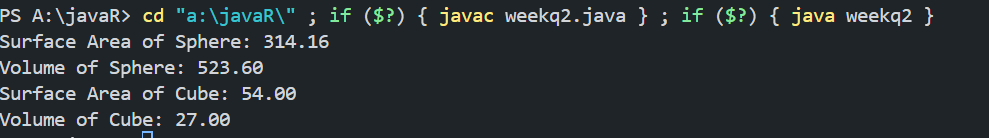 PS A:\javaR> cd "a:\javaR\" ; if ($?) { javac weekq2.java } ; if ($?) { java weekq2 }
Surface Area of Sphere: 314.16
Volume of Sphere: 523.60
Surface Area of Cube: 54.00
Volume of Cube: 27.00